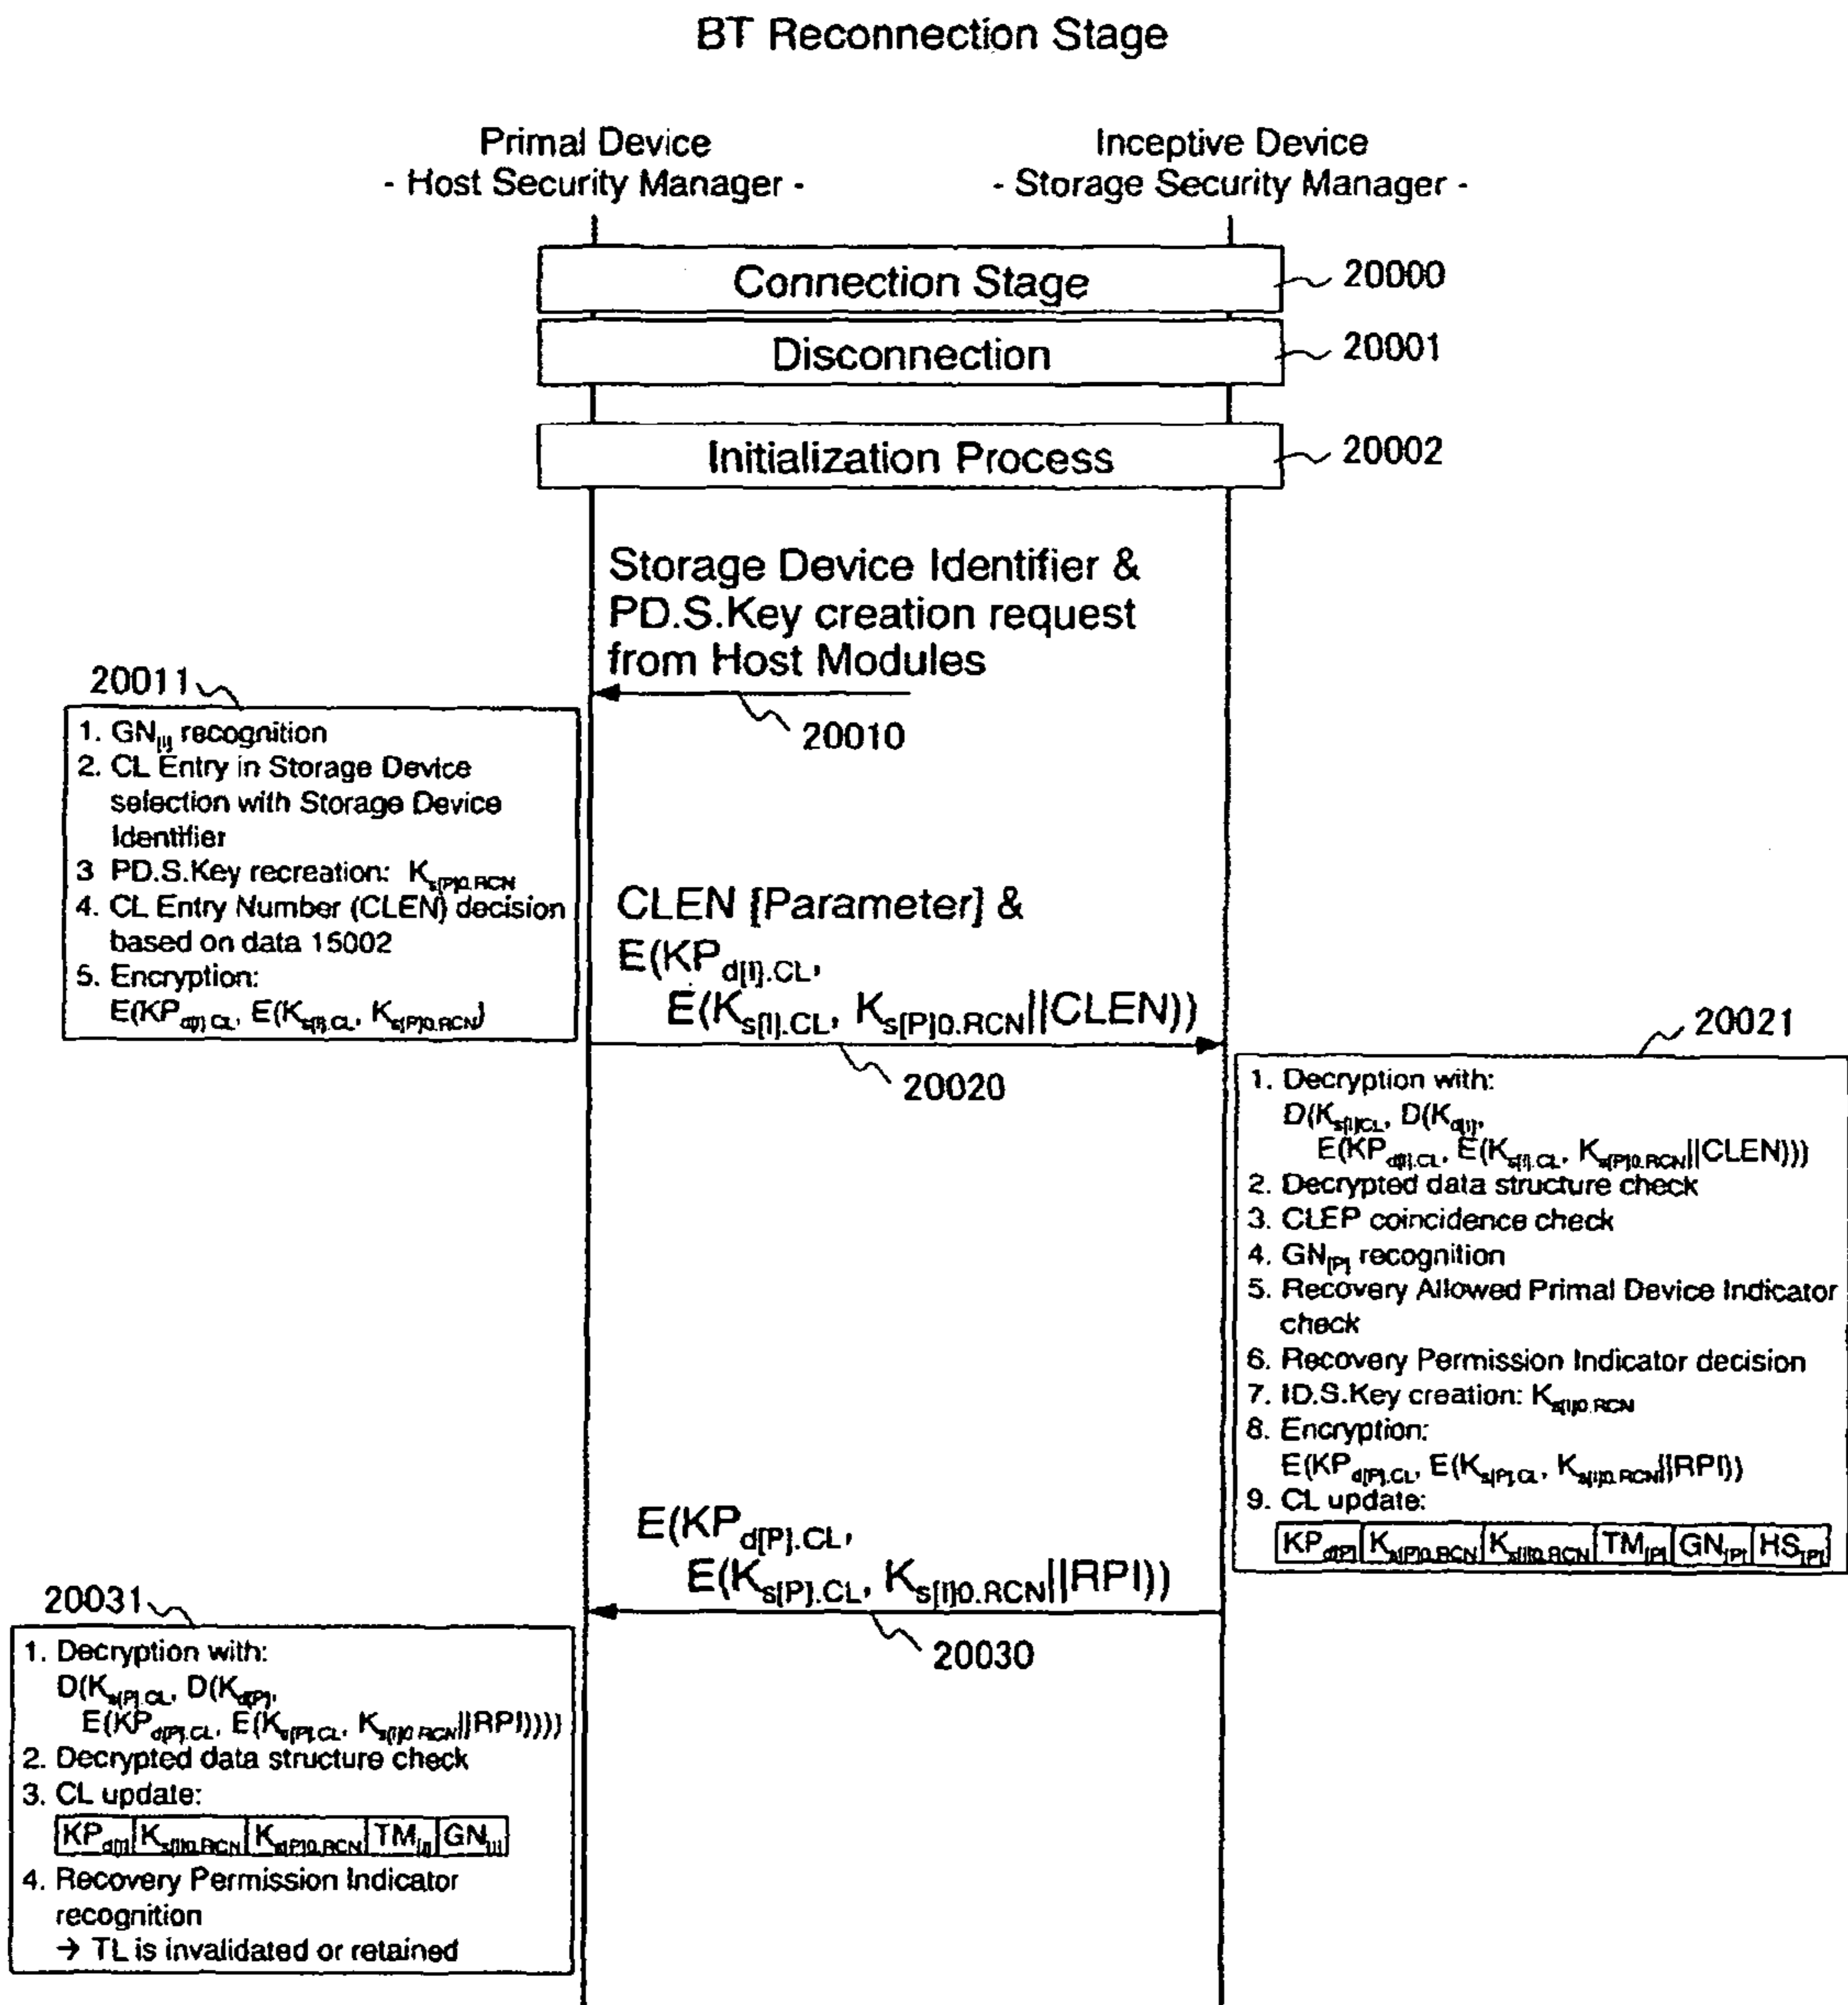 BT Reconnection Stage
Primal Device
- Host Security Manager -
Inceptive Device
- Storage Security Manager -
Connection Stage
20000
Disconnection
20001
Initialization Process
20002
Storage Device Identifier &
PD.S.Key creation request
from Host Modules
20010
20011
1. GN[I] recognition
2. CL Entry in Storage Device
selection with Storage Device
Identifier
3 PD.S.Key recreation: Ks[P]0.RCN
4. CL Entry Number (CLEN) decision
based on data 15002
5. Encryption:
E(KPd[I].CL, E(Ks[I].CL, Ks[P]0.RCN)
CLEN [Parameter] &
E(KPd[I].CL,
E(Ks[I].CL, Ks[P]0.RCN||CLEN))
20020
20021
1. Decryption with:
D(Ks[I]CL, D(Kd[I],
E(KPd[I].CL, E(Ks[I].CL, Ks[P]0.RCN||CLEN)))
2. Decrypted data structure check
3. CLEP coincidence check
4. GN[P] recognition
5. Recovery Allowed Primal Device Indicator
check
6. Recovery Permission Indicator decision
7. ID.S.Key creation: Ks[I]0.RCN
8. Encryption:
E(KPd[P].CL, E(Ks[P].CL, Ks[I]0.RCN||RPI))
9. CL update:
KPd[P] Ks[P]0.RCN Ks[I]0.RCN TM[P] GN[P] HS[P]
E(KPd[P].CL,
E(Ks[P].CL, Ks[I]0.RCN||RPI))
20030
20031
1. Decryption with:
D(Ks[P].CL, D(Kd[P],
E(KPd[P].CL, E(Ks[P].CL, Ks[I]0.RCN||RPI))))
2. Decrypted data structure check
3. CL update:
KPd[I] Ks[I]0.RCN Ks[P]0.RCN TM[I] GN[I]
4. Recovery Permission Indicator
recognition
→ TL is invalidated or retained